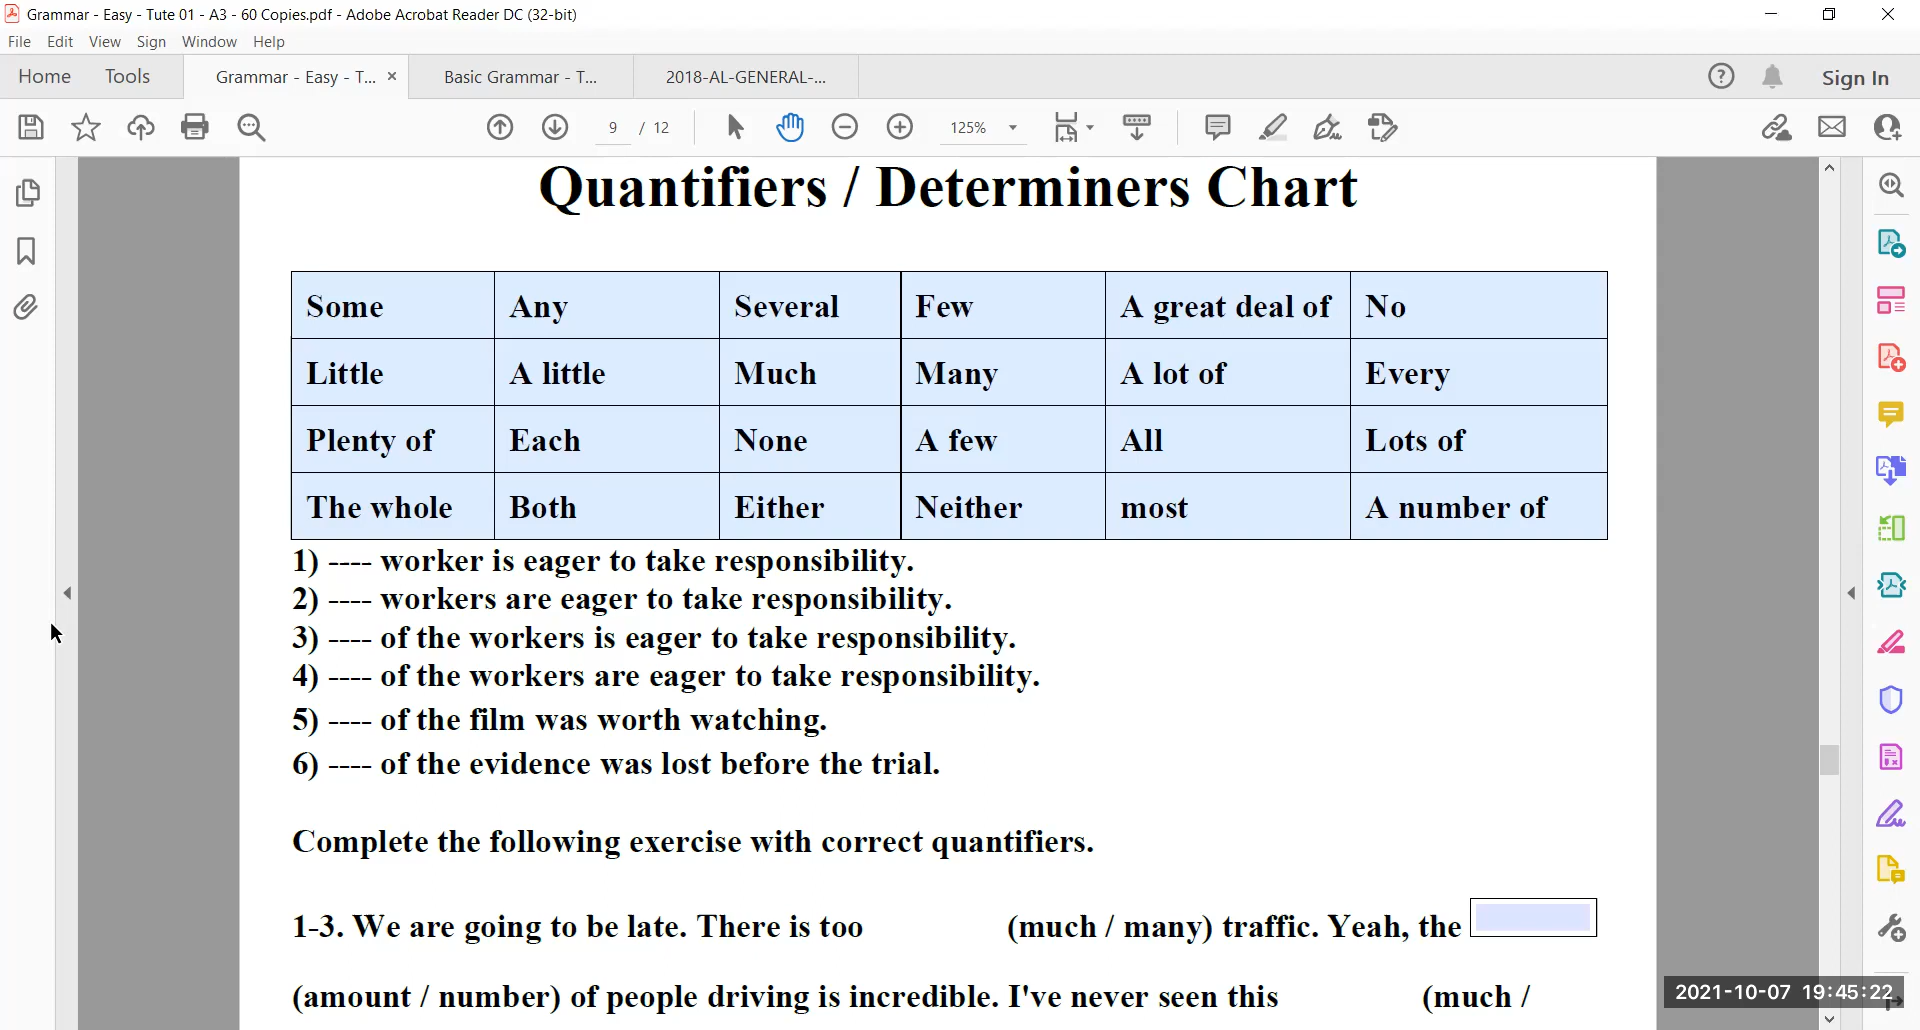 Grammar - Easy - Tute 01 - A3 - 60 Copies.pdf - Adobe Acrobat Reader DC (32-bit)
File Edit View Sign Window Help
Home Tools Grammar - Easy - T... × Basic Grammar - T... 2018-AL-GENERAL-... Sign In
9 / 12 125%
Quantifiers / Determiners Chart
Some Any Several Few A great deal of No
Little A little Much Many A lot of Every
Plenty of Each None A few All Lots of
The whole Both Either Neither most A number of
1) ---- worker is eager to take responsibility.
2) ---- workers are eager to take responsibility.
3) ---- of the workers is eager to take responsibility.
4) ---- of the workers are eager to take responsibility.
5) ---- of the film was worth watching.
6) ---- of the evidence was lost before the trial.
Complete the following exercise with correct quantifiers.
1-3. We are going to be late. There is too (much / many) traffic. Yeah, the
(amount / number) of people driving is incredible. I've never seen this (much /
2021-10-07 19:45:22